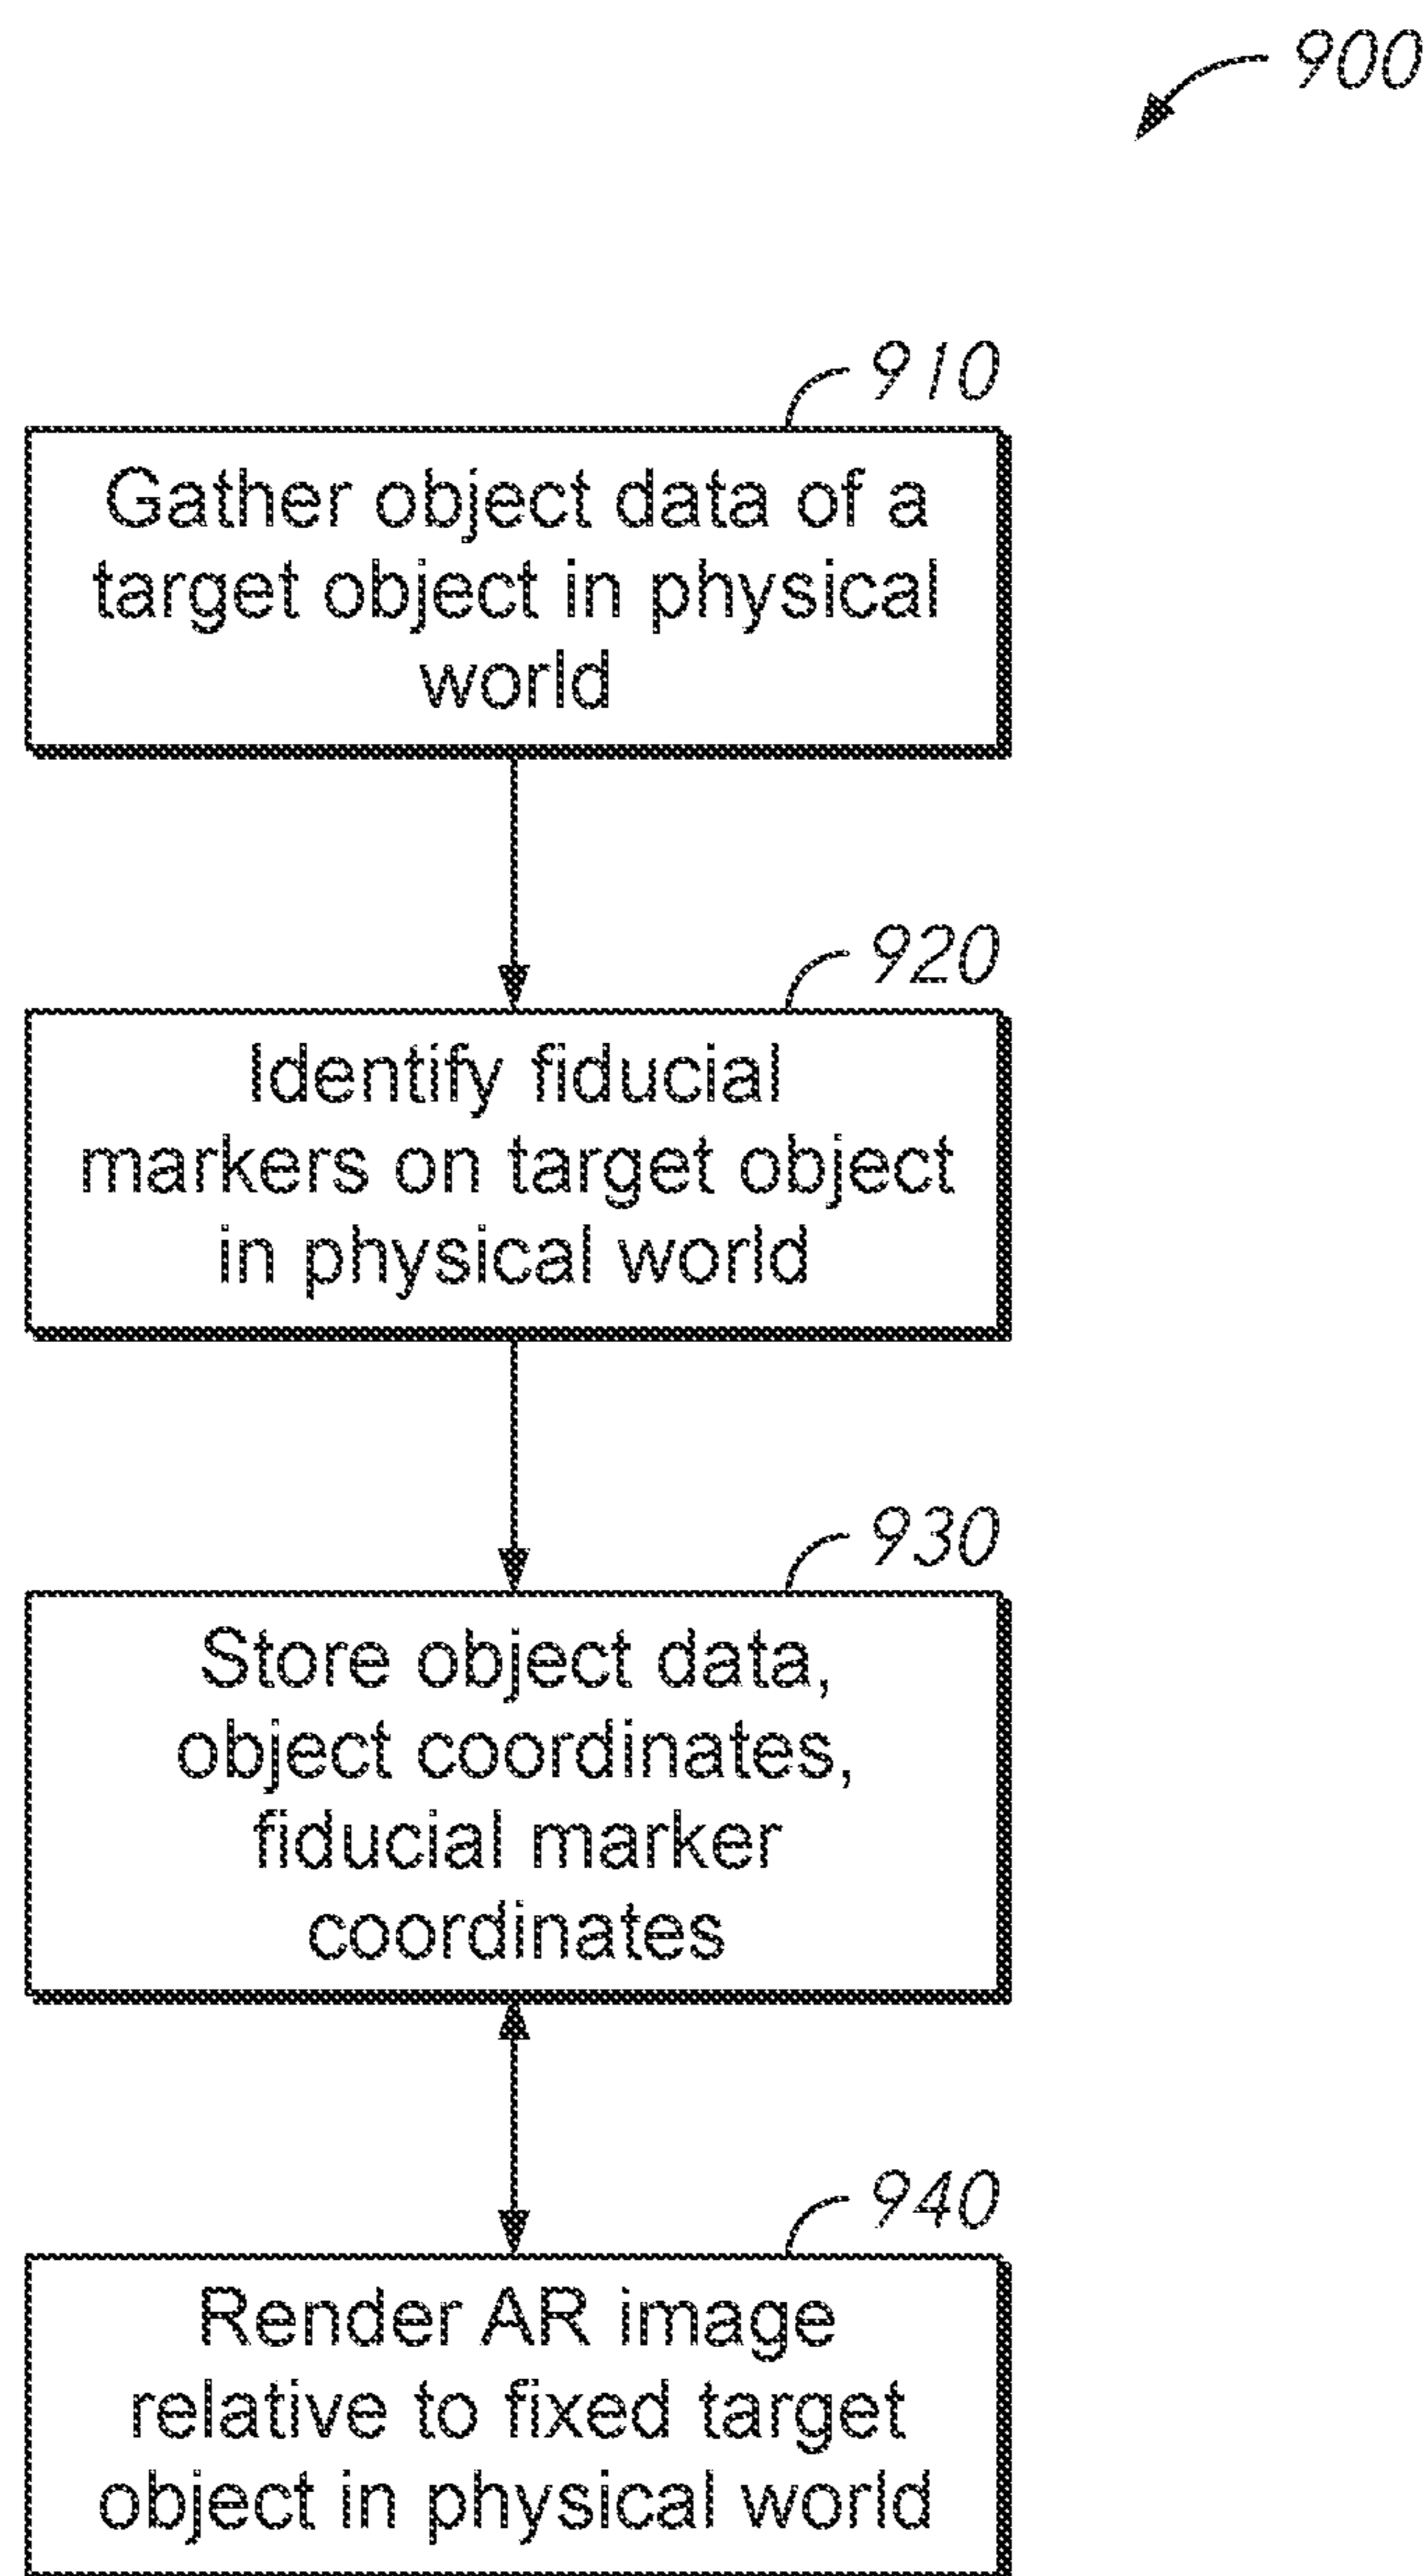 900
910
Gather object data of a
target object in physical
world
920
Identify fiducial
markers on target object
in physical world
930
Store object data,
object coordinates,
fiducial marker
coordinates
940
Render AR image
relative to fixed target
object in physical world